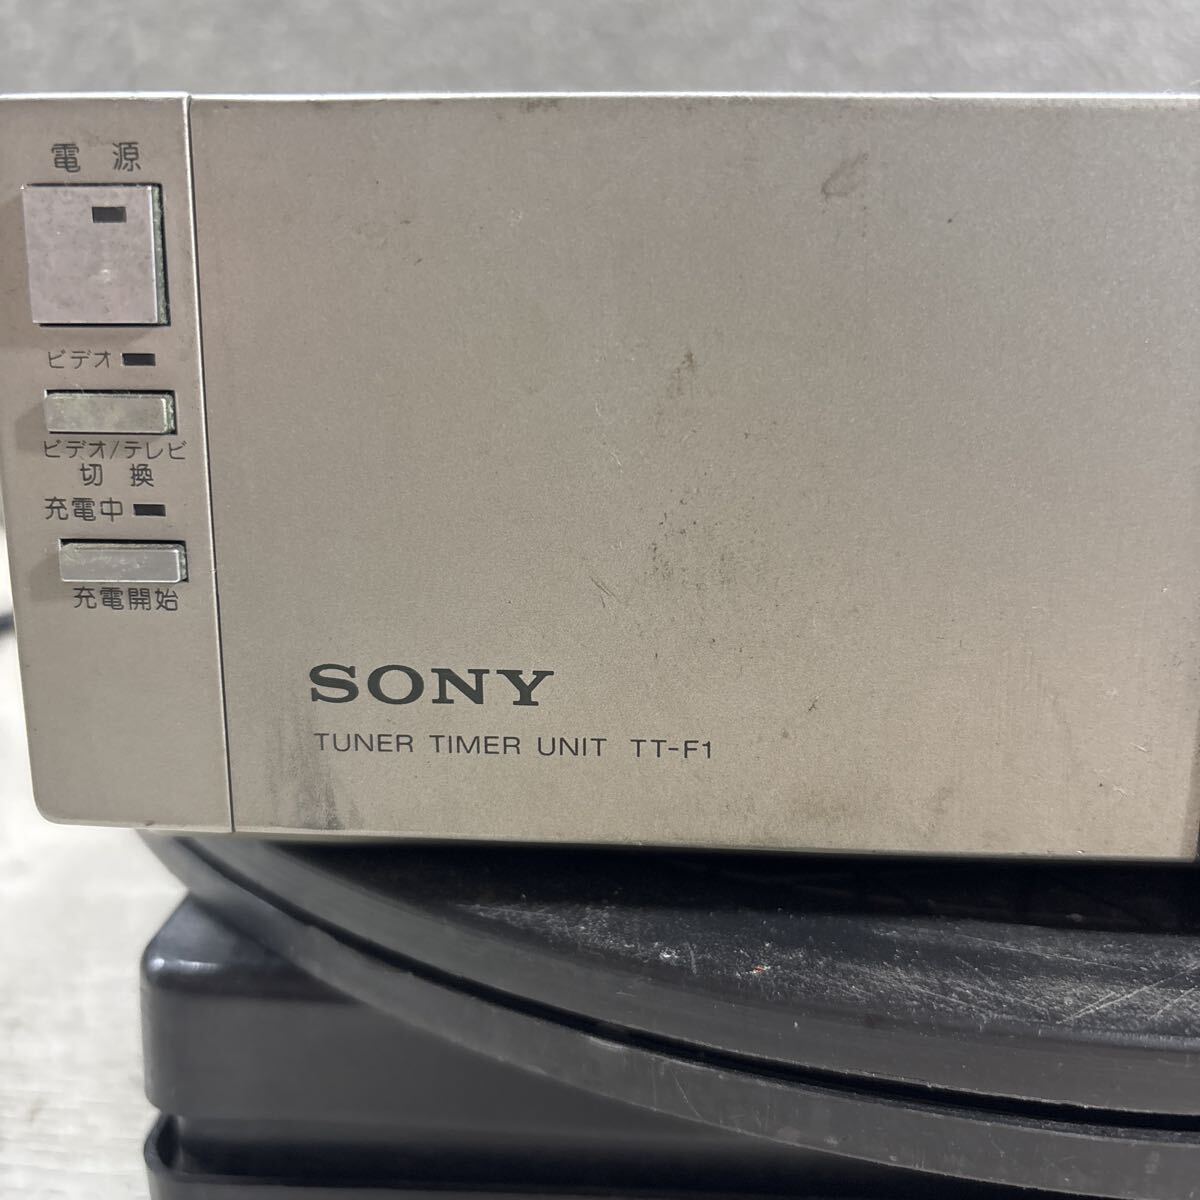 電源
ビデオ
ビデオ/テレビ
切換
充電中
充電開始
SONY
TUNER TIMER UNIT TT-F1